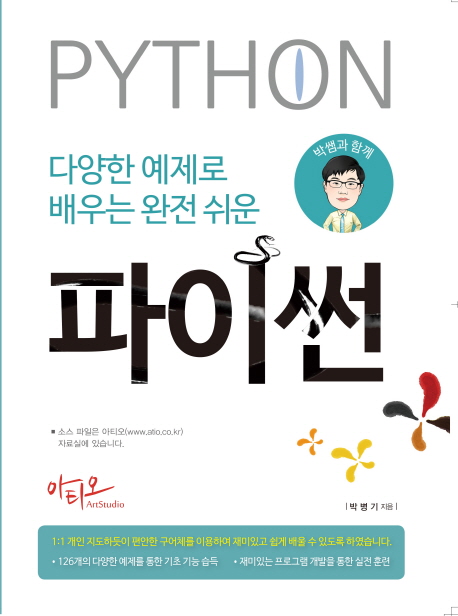 PYTHON
박쌤과 함께
다양한 예제로
배우는 완전 쉬운
파이썬
■ 소스 파일은 아티오(www.atio.co.kr)
자료실에 있습니다.
아티오
ArtStudio
| 박 병 기 지음 |
1:1 개인 지도하듯이 편안한 구어체를 이용하여 재미있고 쉽게 배울 수 있도록 하였습니다.
• 126개의 다양한 예제를 통한 기초 기능 습득 • 재미있는 프로그램 개발을 통한 실전 훈련